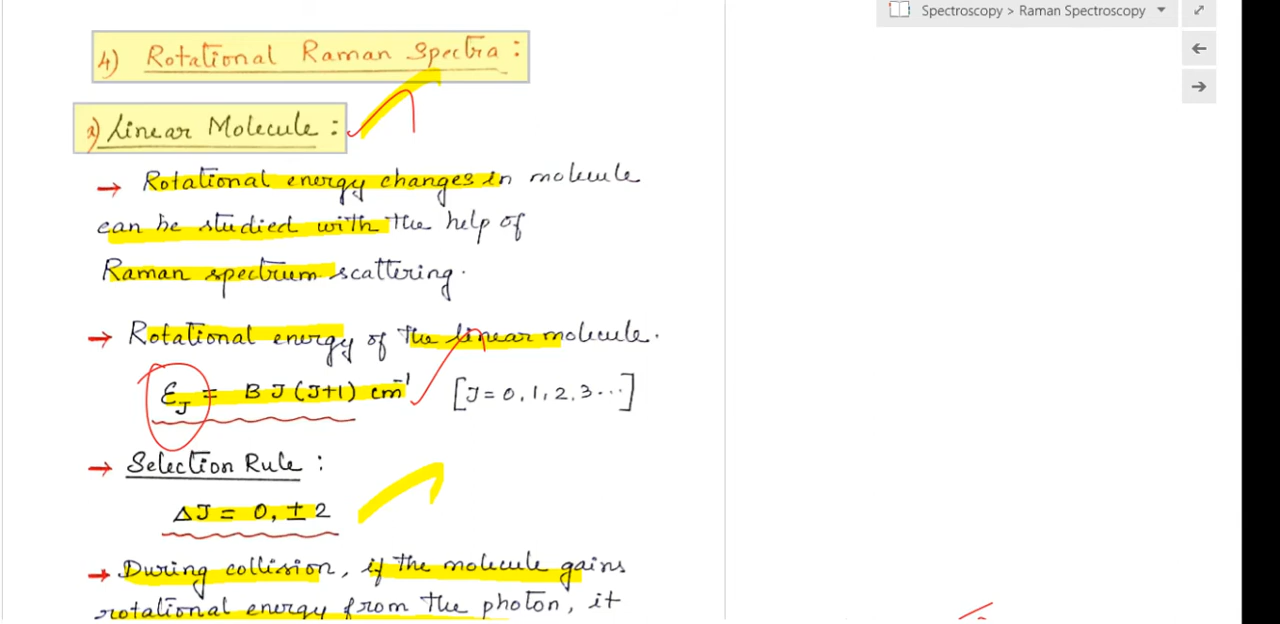 Spectroscopy > Raman Spectroscopy
4) Rotational Raman Spectra :
Linear Molecule :
→ Rotational energy changes in molecule
can be studied with the help of
Raman spectrum scattering.
→ Rotational energy of the linear molecule.
εJ = BJ(J+1) cm⁻¹ [J = 0, 1, 2, 3 ...]
→ Selection Rule :
ΔJ = 0, ± 2
→ During collision, if the molecule gains
rotational energy from the photon, it